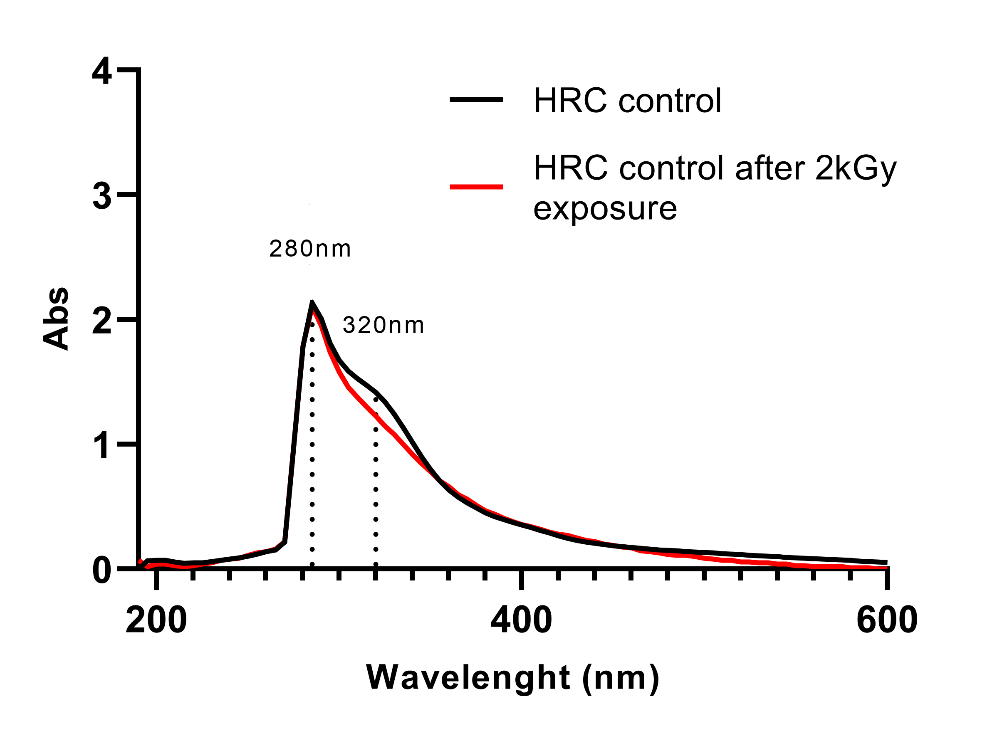 4
HRC control
HRC control after 2kGy
exposure
3
280nm
320nm
2
Abs
1
0
200 400 600
Wavelenght (nm)